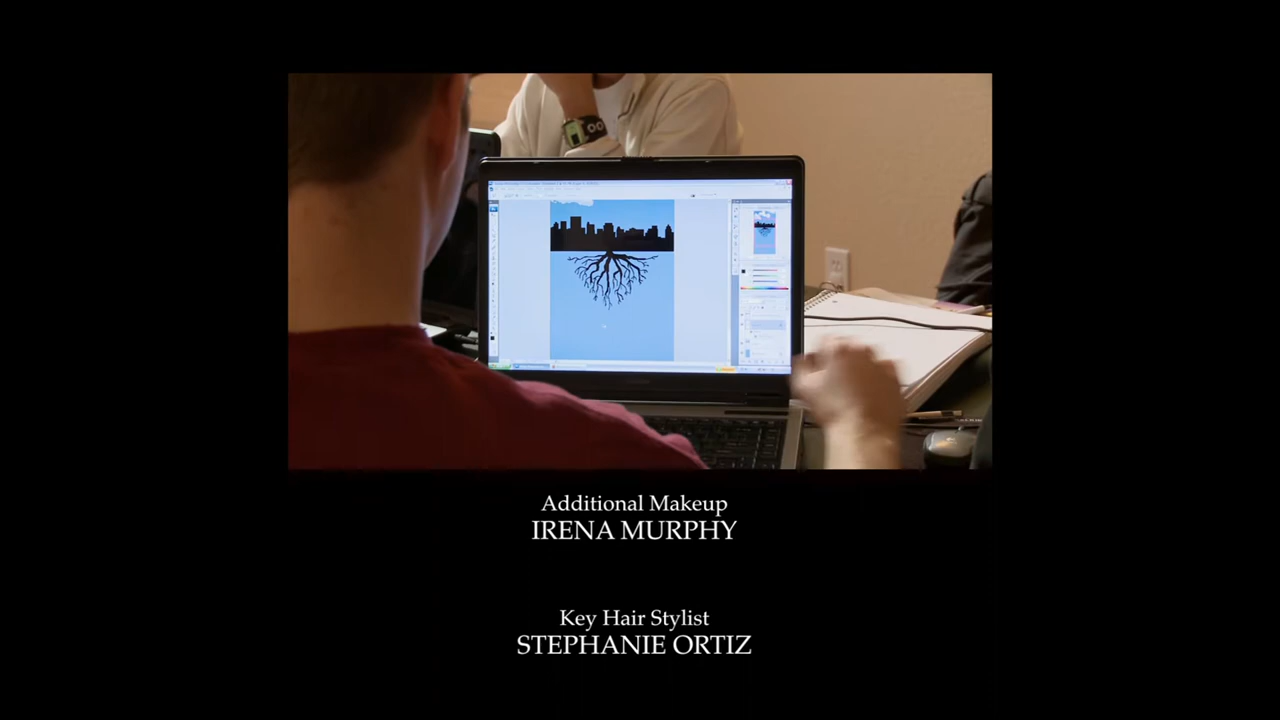 Additional Makeup
IRENA MURPHY
Key Hair Stylist
STEPHANIE ORTIZ